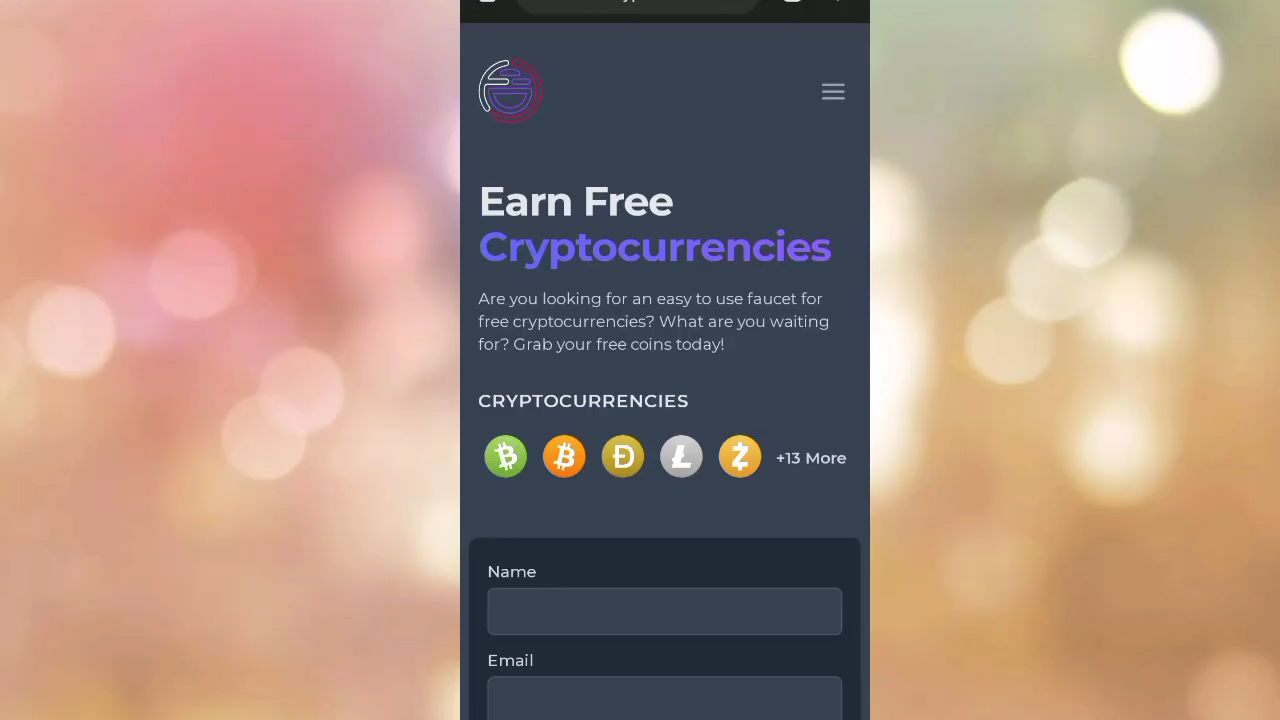 Earn Free
Cryptocurrencies
Are you looking for an easy to use faucet for
free cryptocurrencies? What are you waiting
for? Grab your free coins today!
CRYPTOCURRENCIES
+13 More
Name
Email